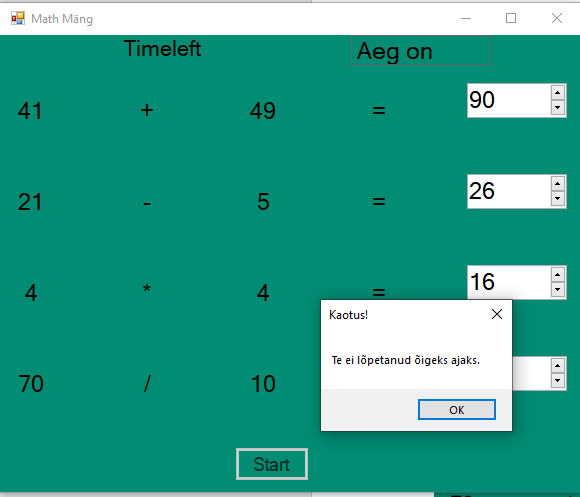 Math Mäng
Timeleft Aeg on
41 + 49 = 90
21 - 5 = 26
4 * 4 = 16
Kaotus!
Te ei lõpetanud õigeks ajaks.
70 / 10
OK
Start